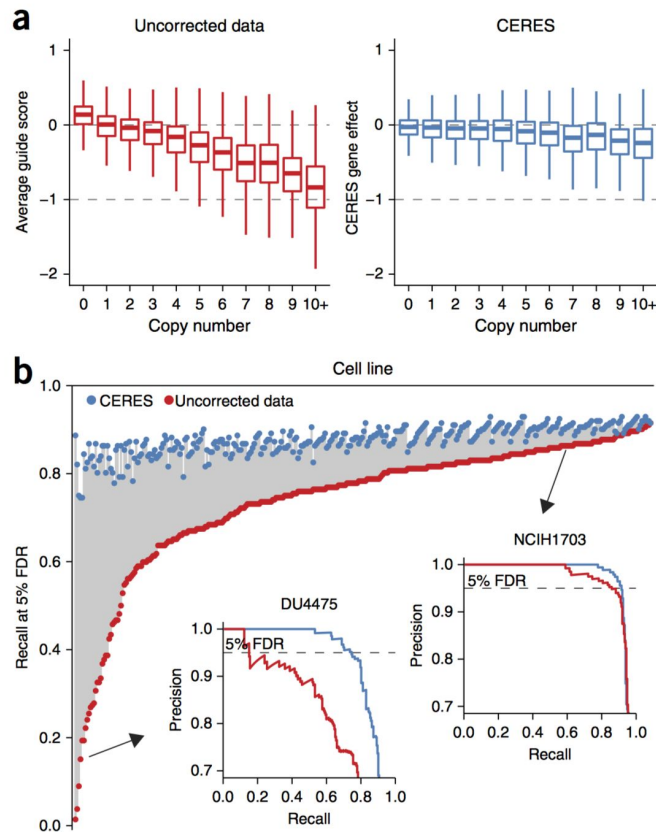 a
Uncorrected data
CERES
Average guide score
1
0
−1
−2
0 1 2 3 4 5 6 7 8 9 10+
Copy number
CERES gene effect
1
0
−1
−2
0 1 2 3 4 5 6 7 8 9 10+
Copy number
b
Cell line
CERES
Uncorrected data
Recall at 5% FDR
1.0
0.8
0.6
0.4
0.2
0.0
DU4475
5% FDR
Precision
1.0
0.9
0.8
0.7
0.0 0.2 0.4 0.6 0.8 1.0
Recall
NCIH1703
5% FDR
Precision
1.0
0.9
0.8
0.7
0.0 0.2 0.4 0.6 0.8 1.0
Recall